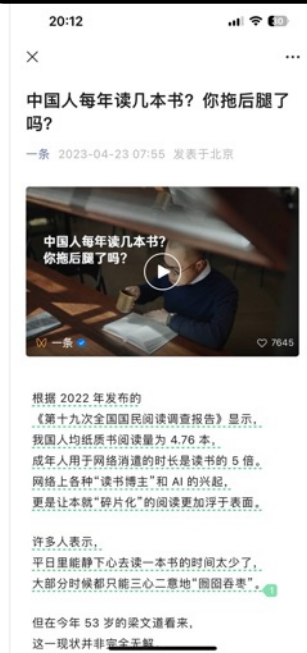 20:12
30
中国人每年读几本书？你拖后腿了
吗？
一条 2023-04-23 07:55 发表于北京
中国人每年读几本书？
你拖后腿了吗？
一条
7645
根据 2022 年发布的
《第十九次全国国民阅读调查报告》显示，
我国人均纸质书阅读量为 4.76 本，
成年人用于网络消遣的时长是读书的 5 倍。
网络上各种“读书博主”和 AI 的兴起，
更是让本就“碎片化”的阅读更加浮于表面。
许多人表示，
平日里能静下心去读一本书的时间太少了，
大部分时候都只能三心二意地“囫囵吞枣”。
1
但在今年 53 岁的梁文道看来，
这一现状并非完全无解